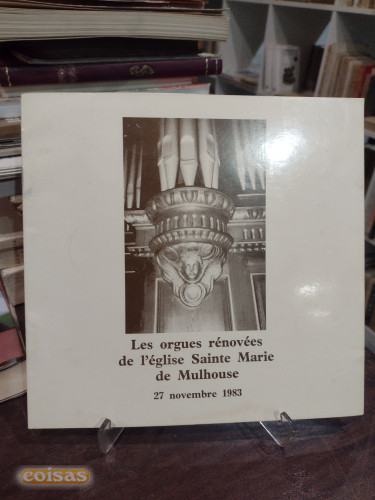 Les orgues rénovées
de l'église Sainte Marie
de Mulhouse
27 novembre 1983
coisas